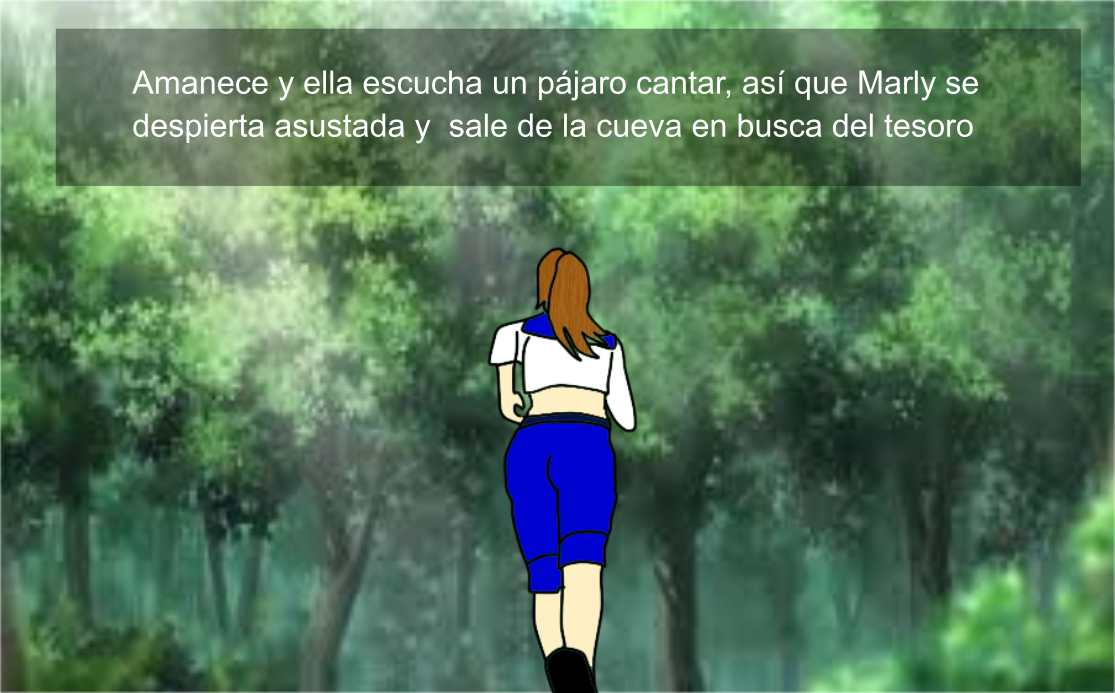 Amanece y ella escucha un pájaro cantar, así que Marly se
despierta asustada y  sale de la cueva en busca del tesoro